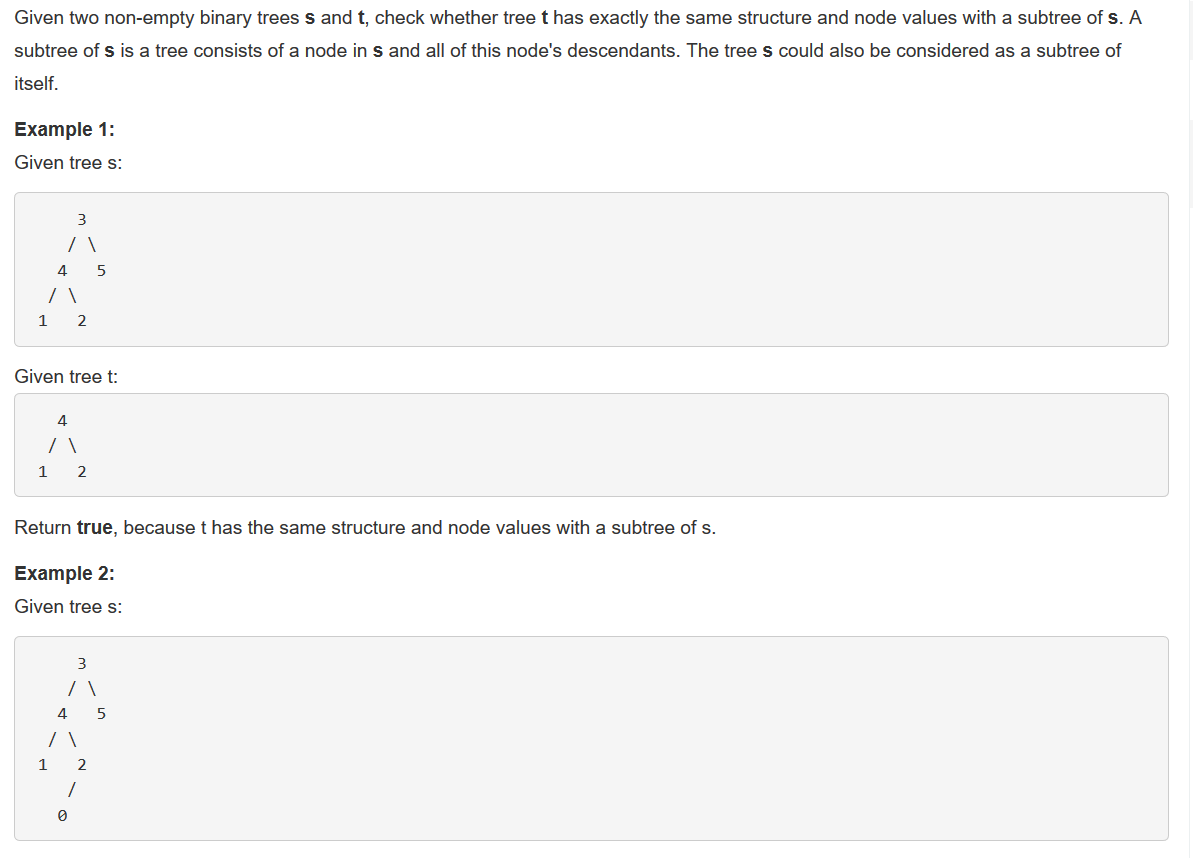 Given two non-empty binary trees s and t, check whether tree t has exactly the same structure and node values with a subtree of s. A
subtree of s is a tree consists of a node in s and all of this node's descendants. The tree s could also be considered as a subtree of
itself.
Example 1:
Given tree s:
3
/ \
4 5
/ \
1 2
Given tree t:
4
/ \
1 2
Return true, because t has the same structure and node values with a subtree of s.
Example 2:
Given tree s:
3
/ \
4 5
/ \
1 2
/
0